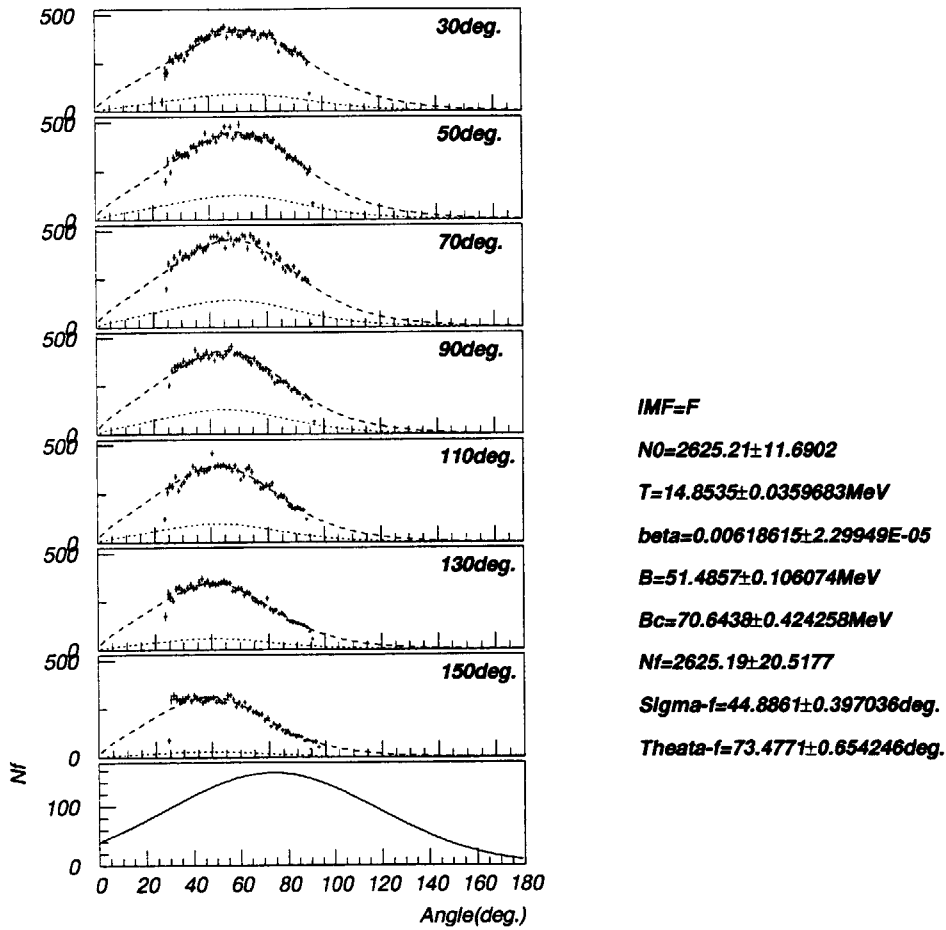 500
30deg.
0
500
50deg.
0
500
70deg.
0
500
90deg.
0
500
110deg.
0
500
130deg.
0
500
150deg.
0
Nf
100
0
0 20 40 60 80 100 120 140 160 180
Angle(deg.)
IMF=F
N0=2625.21±11.6902
T=14.8535±0.0359683MeV
beta=0.00618615±2.29949E-05
B=51.4857±0.106074MeV
Bc=70.6438±0.424258MeV
Nf=2625.19±20.5177
Sigma-f=44.8861±0.397036deg.
Theata-f=73.4771±0.654246deg.